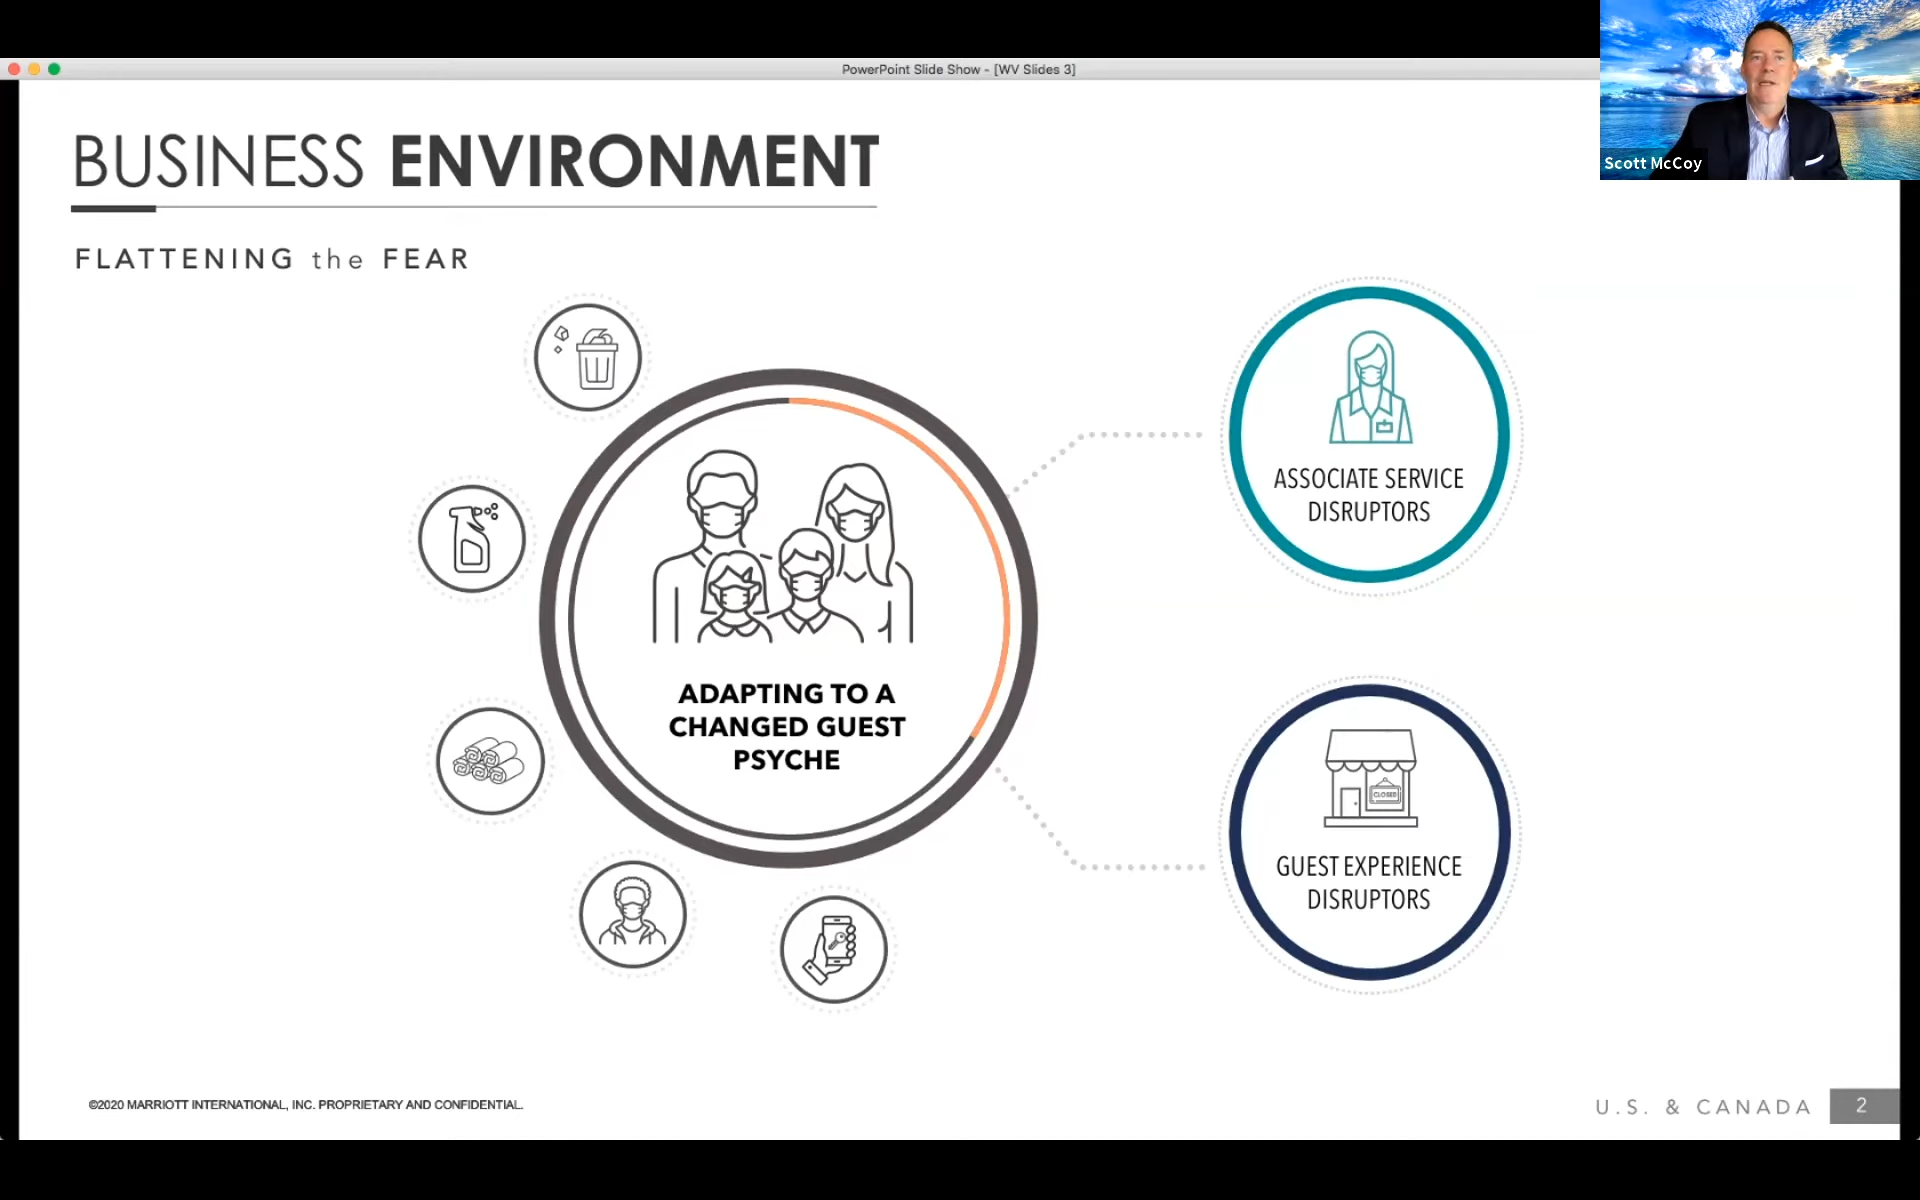 PowerPoint Slide Show - [WV Slides 3]
Scott McCoy
BUSINESS ENVIRONMENT
FLATTENING the FEAR
ADAPTING TO A
CHANGED GUEST
PSYCHE
ASSOCIATE SERVICE
DISRUPTORS
CLOSED
GUEST EXPERIENCE
DISRUPTORS
©2020 MARRIOTT INTERNATIONAL, INC. PROPRIETARY AND CONFIDENTIAL.
U.S. & CANADA
2